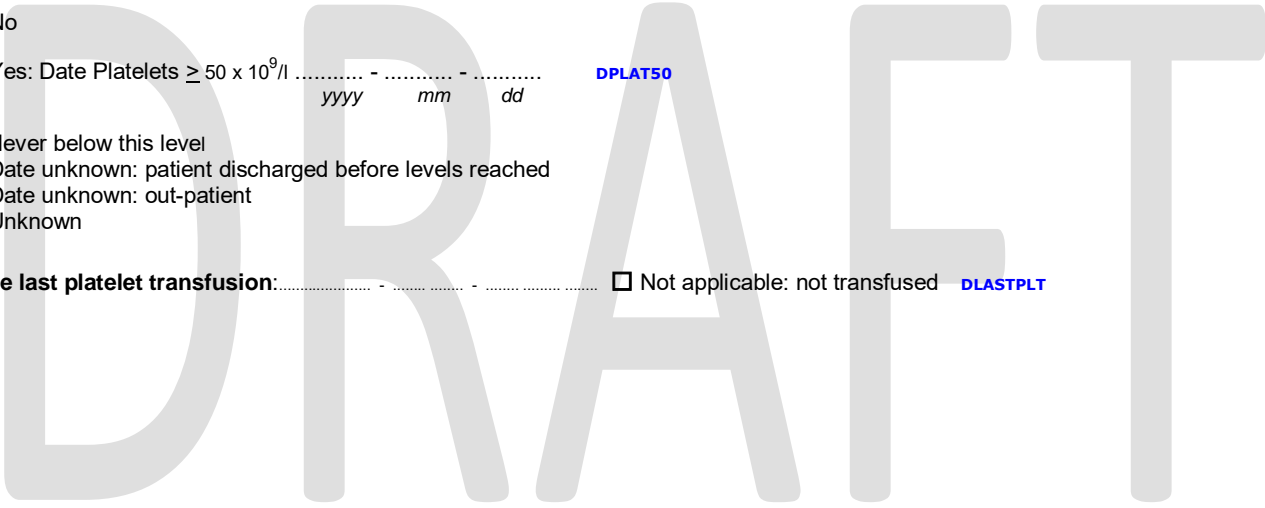 No
Yes: Date Platelets ≥ 50 x 10⁹/l ........... - ........... - ........... DPLAT50
yyyy mm dd
Never below this level
Date unknown: patient discharged before levels reached
Date unknown: out-patient
Unknown
e last platelet transfusion:....................... - ........ ........ - ........ ......... ........ ☐ Not applicable: not transfused DLASTPLT
DRAFT